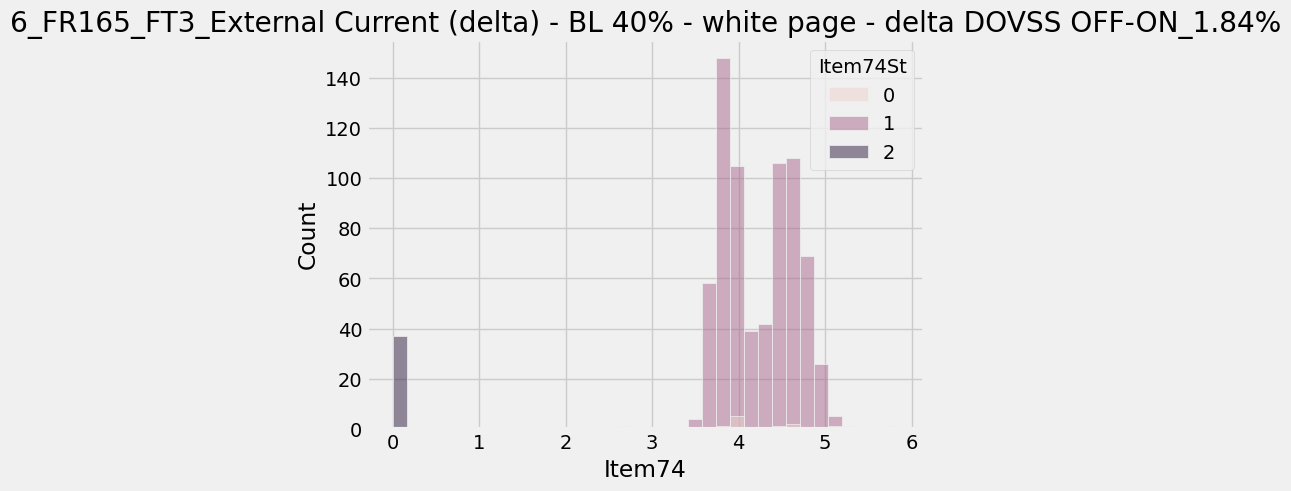 6_FR165_FT3_External Current (delta) - BL 40% - white page - delta DOVSS OFF-ON_1.84%
Item74St
0
1
2
140
120
100
80
60
40
20
0
Count
0 1 2 3 4 5 6
Item74